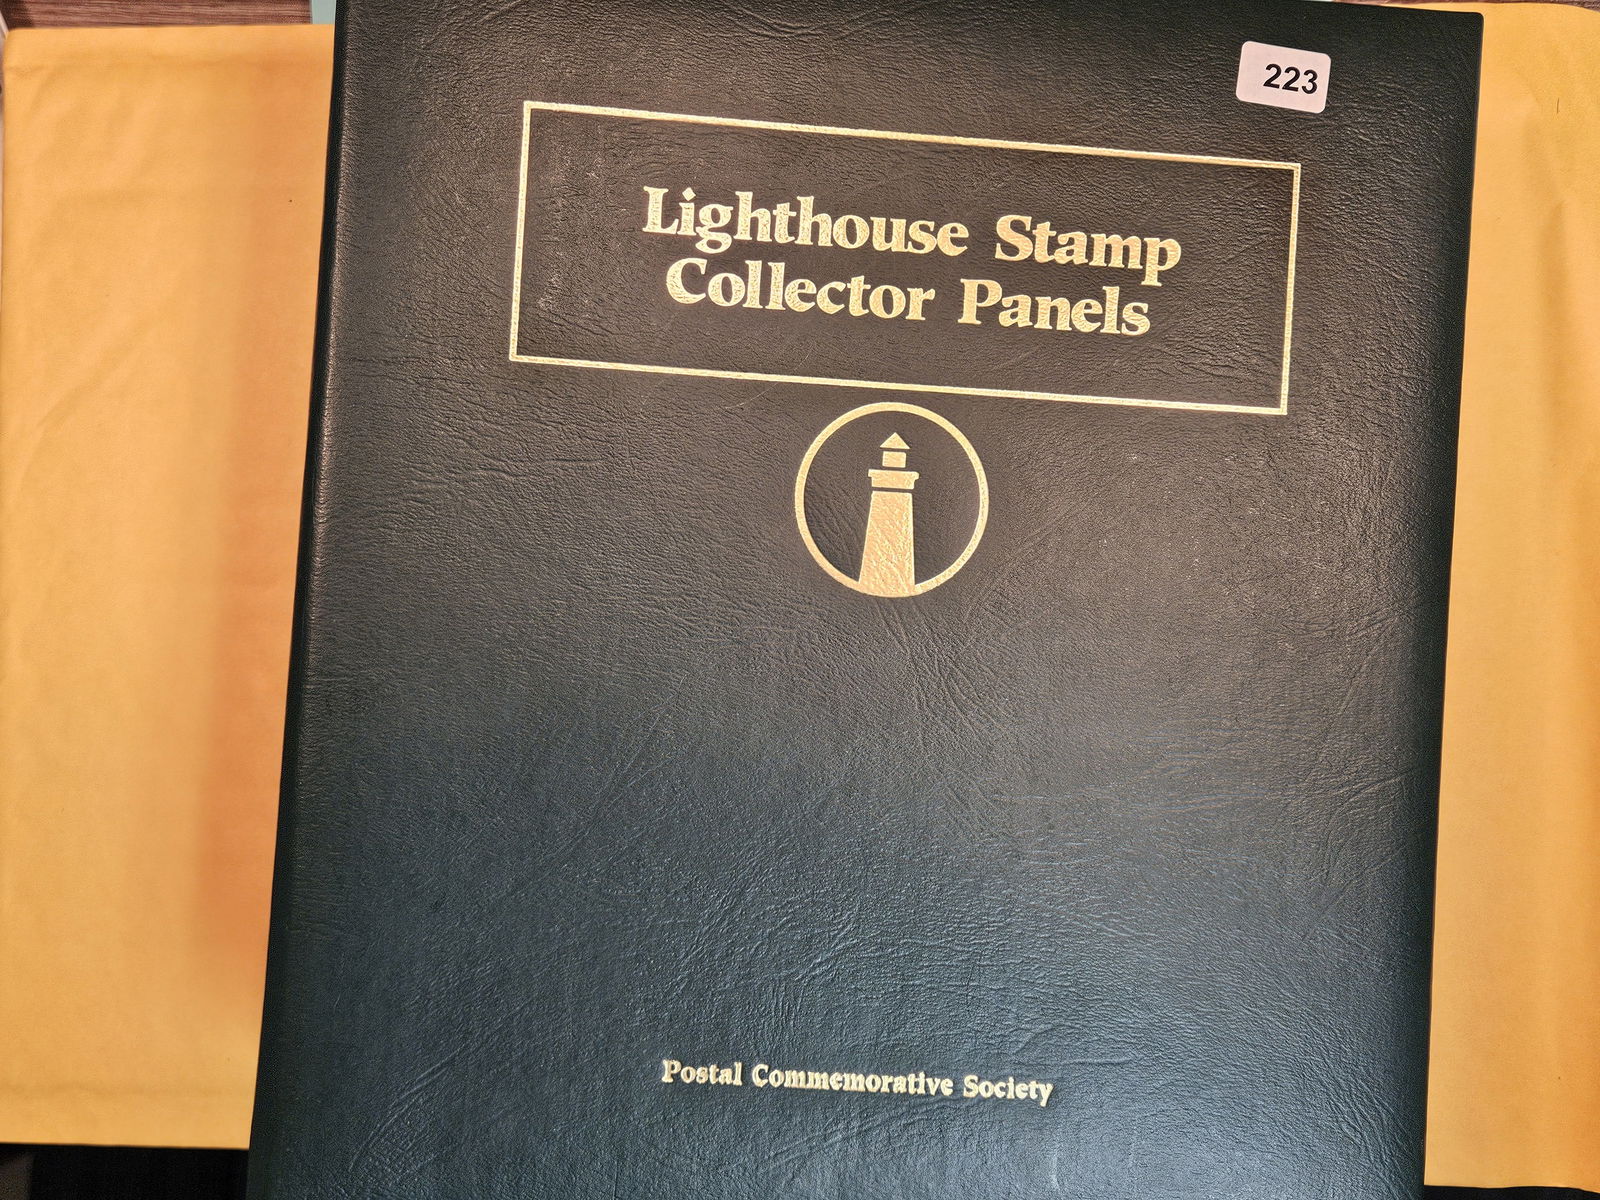 223
Lighthouse Stamp
Collector Panels
Postal Commemorative Society